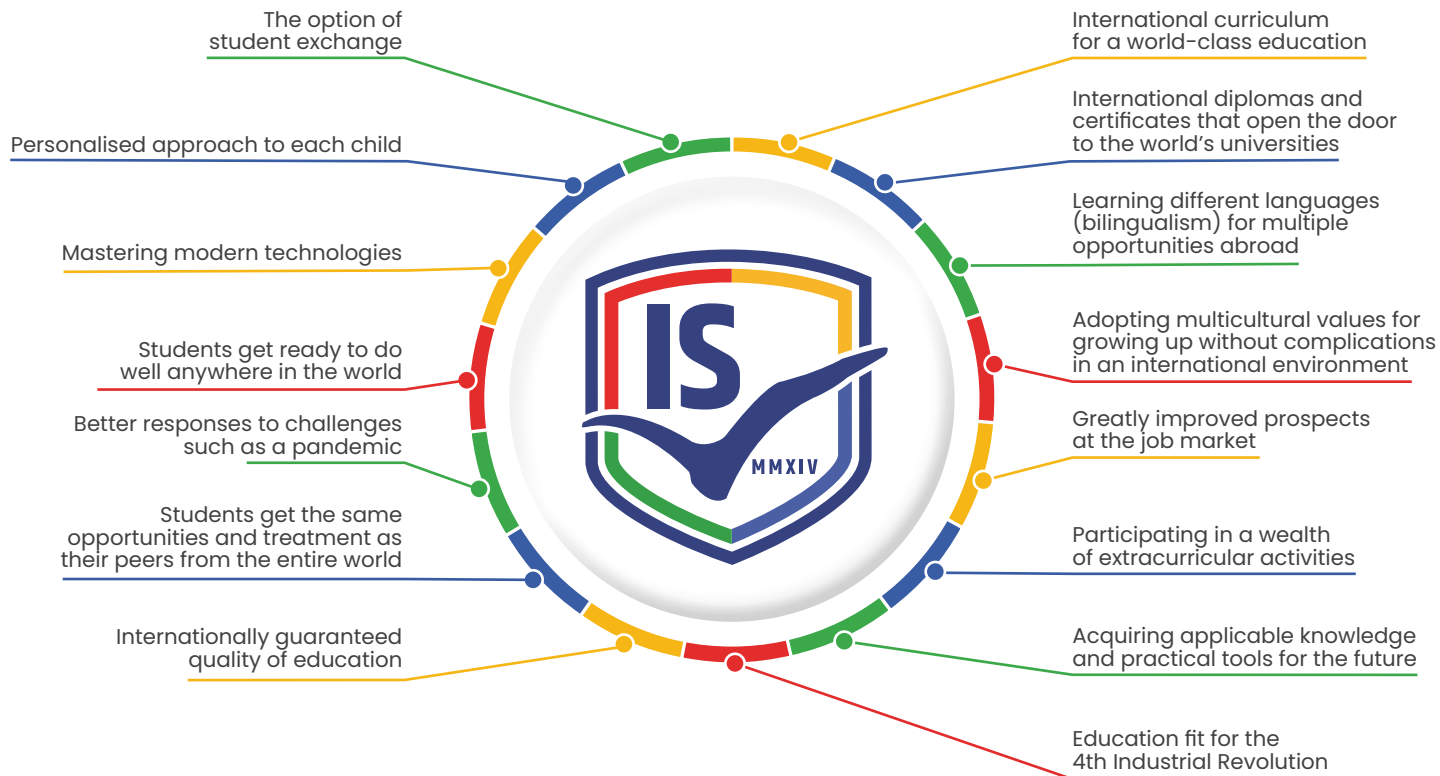 The option of
student exchange
Personalised approach to each child
Mastering modern technologies
Students get ready to do
well anywhere in the world
Better responses to challenges
such as a pandemic
Students get the same
opportunities and treatment as
their peers from the entire world
Internationally guaranteed
quality of education
IS
MMXIV
International curriculum
for a world-class education
International diplomas and
certificates that open the door
to the world's universities
Learning different languages
(bilingualism) for multiple
opportunities abroad
Adopting multicultural values for
growing up without complications
in an international environment
Greatly improved prospects
at the job market
Participating in a wealth
of extracurricular activities
Acquiring applicable knowledge
and practical tools for the future
Education fit for the
4th Industrial Revolution